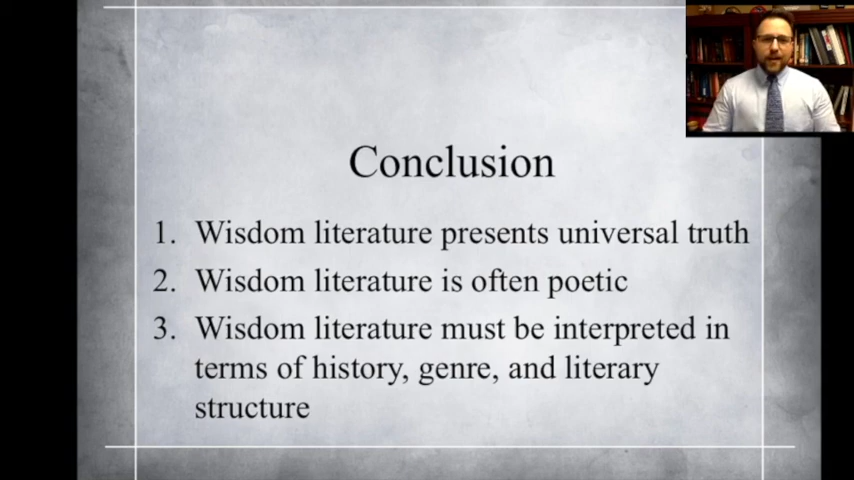 Conclusion
1. Wisdom literature presents universal truth
2. Wisdom literature is often poetic
3. Wisdom literature must be interpreted in
terms of history, genre, and literary
structure